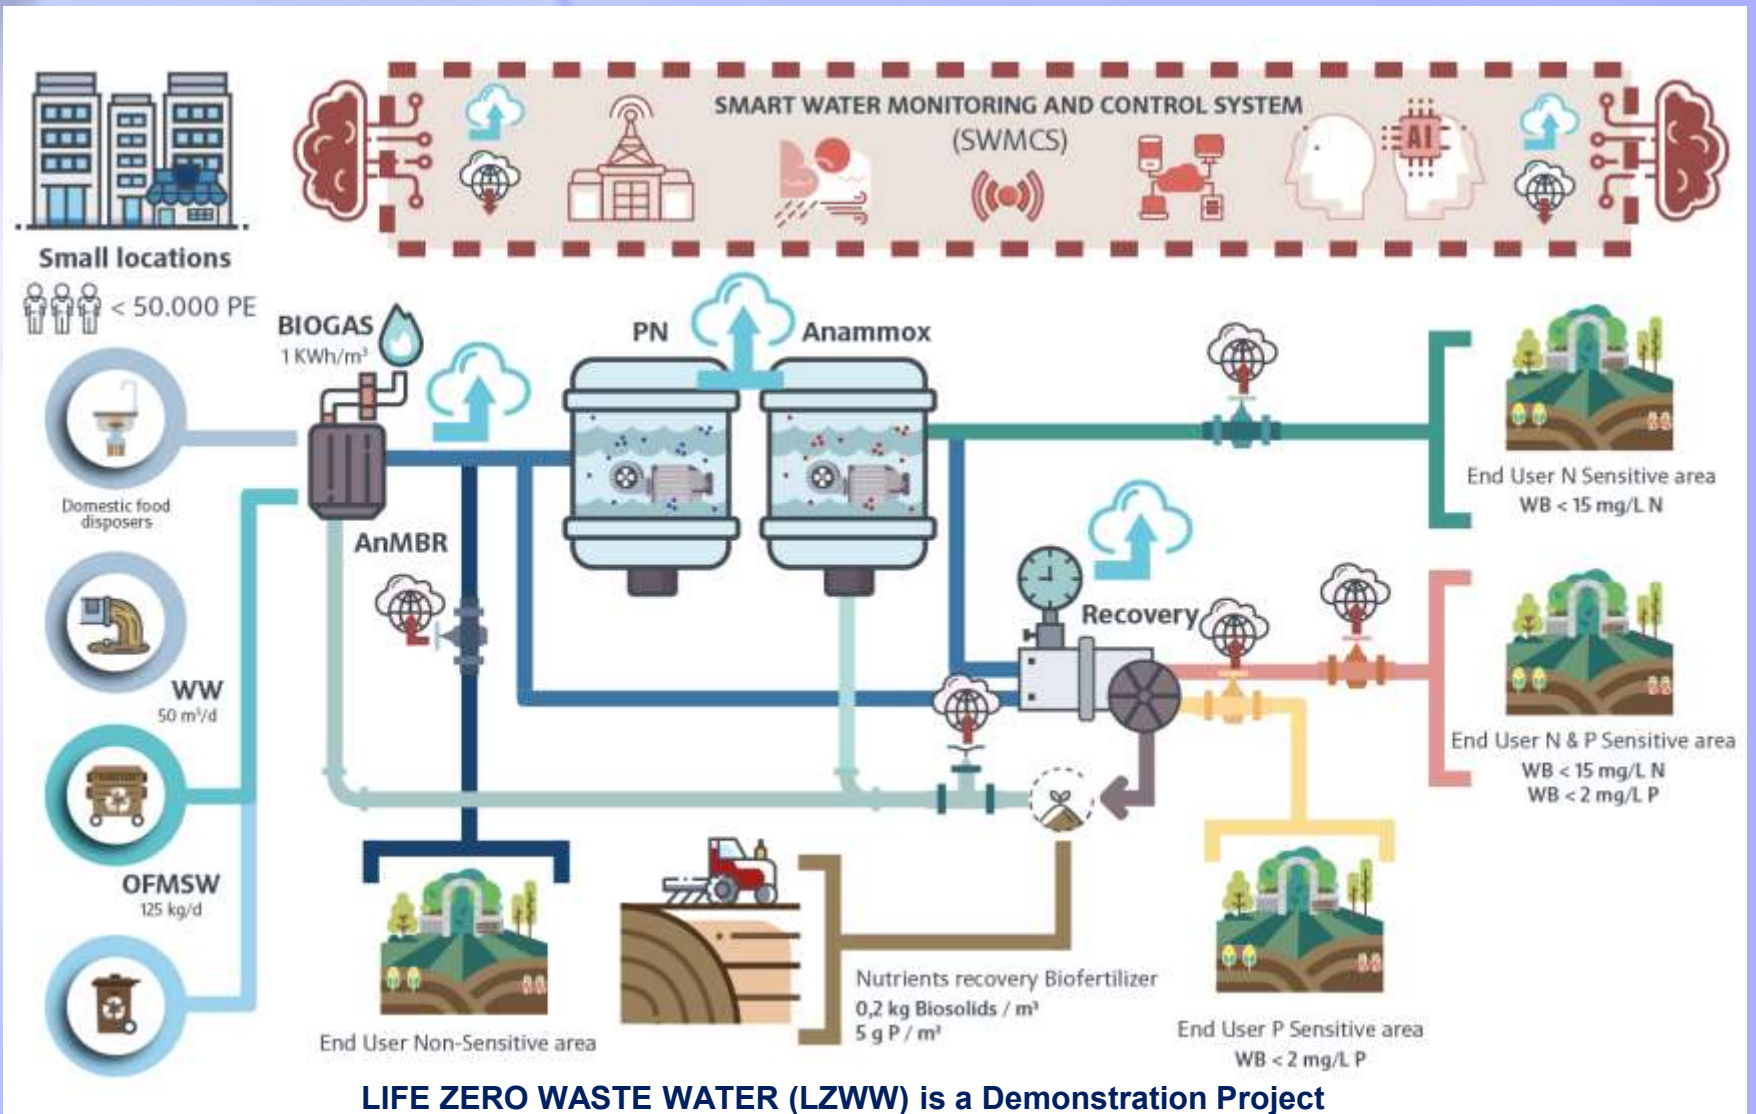 SMART WATER MONITORING AND CONTROL SYSTEM
(SWMCS)
AI
Small locations
< 50.000 PE
BIOGAS
1 KWh/m³
PN
Anammox
Domestic food
disposers
AnMBR
End User N Sensitive area
WB < 15 mg/L N
Recovery
WW
50 m³/d
End User N & P Sensitive area
WB < 15 mg/L N
WB < 2 mg/L P
OFMSW
125 kg/d
Nutrients recovery Biofertilizer
0,2 kg Biosolids / m³
5 g P / m³
End User Non-Sensitive area
End User P Sensitive area
WB < 2 mg/L P
LIFE ZERO WASTE WATER (LZWW) is a Demonstration Project